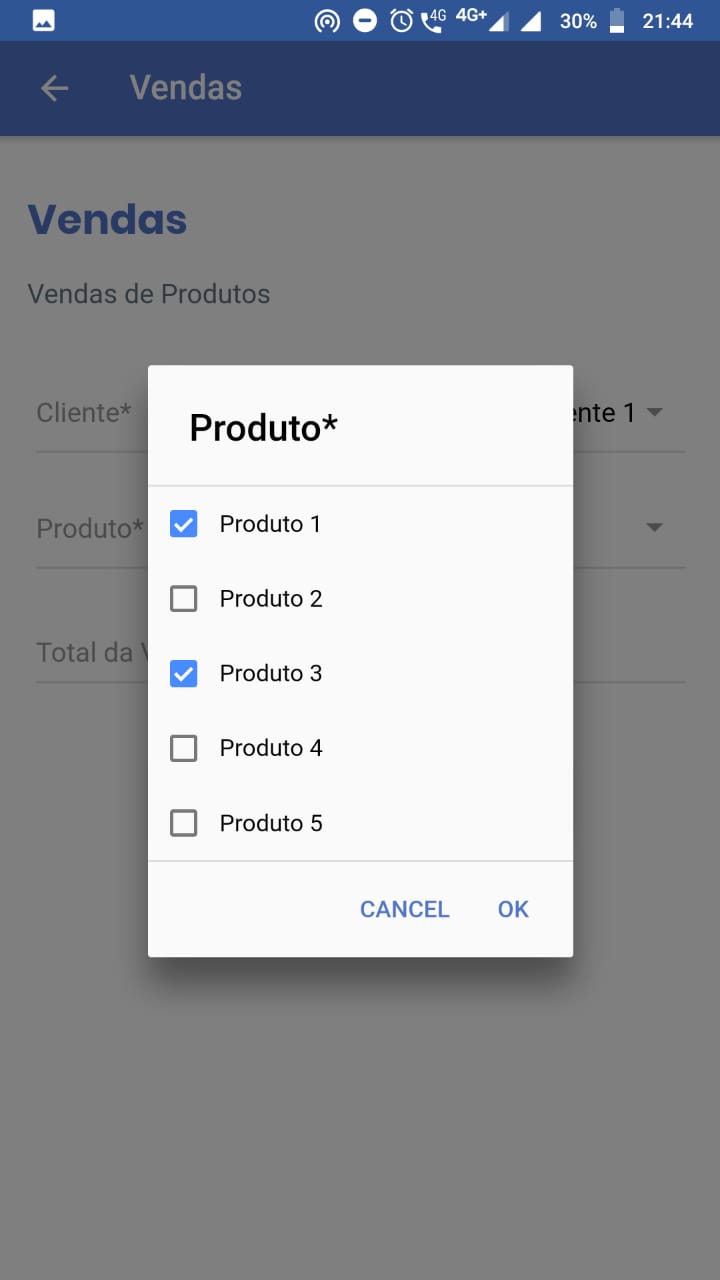 4G 4G+ 30% 21:44
Vendas
Vendas
Vendas de Produtos
Cliente* ente 1
Produto*
Produto*
Total da
Produto 1
Produto 2
Produto 3
Produto 4
Produto 5
CANCEL OK